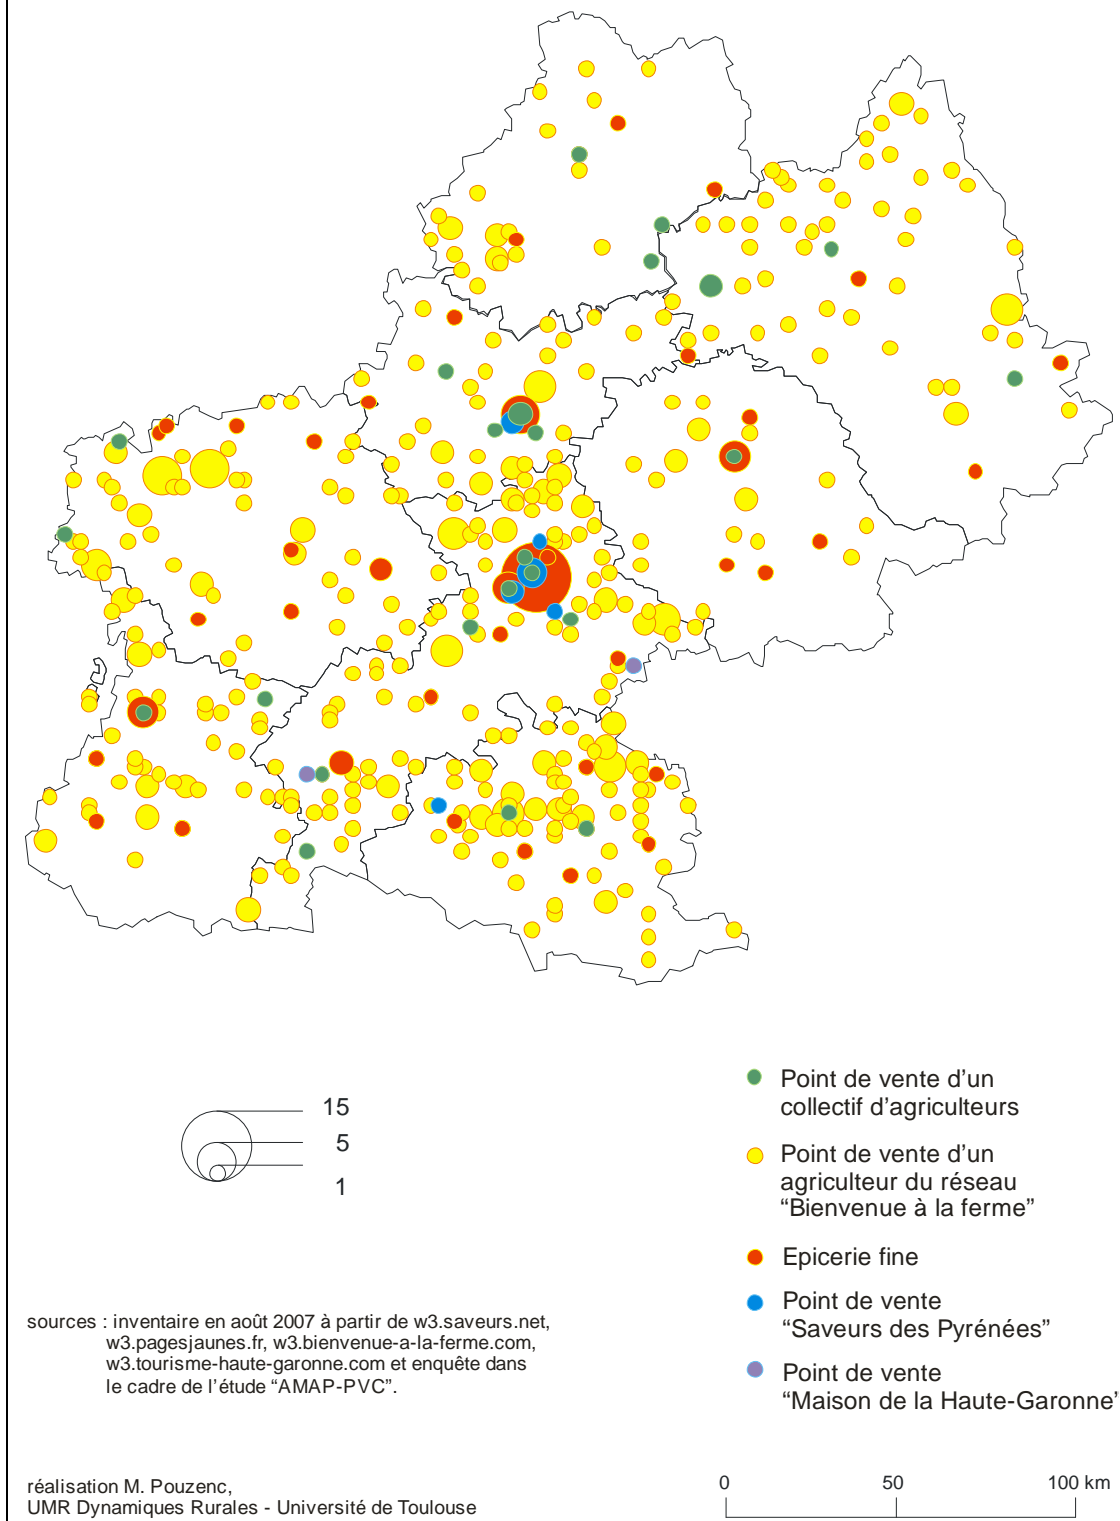 15
5
1
Point de vente d’un
collectif d’agriculteurs
Point de vente d’un
agriculteur du réseau
“Bienvenue à la ferme”
Epicerie fine
Point de vente
“Saveurs des Pyrénées”
Point de vente
“Maison de la Haute-Garonne’
sources : inventaire en août 2007 à partir de w3.saveurs.net,
w3.pagesjaunes.fr, w3.bienvenue-a-la-ferme.com,
w3.tourisme-haute-garonne.com et enquête dans
le cadre de l’étude “AMAP-PVC”.
réalisation M. Pouzenc,
UMR Dynamiques Rurales - Université de Toulouse
0 50 100 km